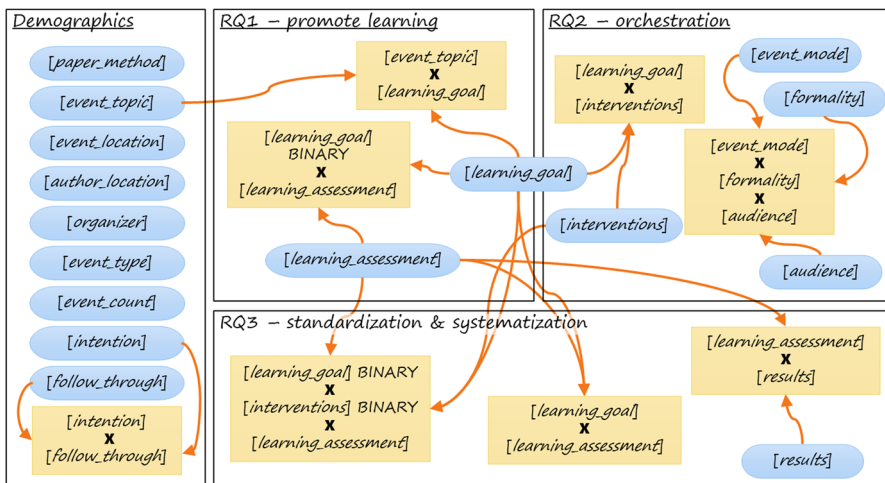 Demographics
[paper_method]
[event_topic]
[event_location]
[author_location]
[organizer]
[event_type]
[event_count]
[intention]
[follow_through]
[intention]
X
[follow_through]
RQ1 – promote learning
[event_topic]
X
[learning_goal]
[learning_goal]
BINARY
X
[learning_assessment]
[learning_goal]
[learning_assessment]
RQ2 – orchestration
[learning_goal]
X
[interventions]
[event_mode]
[formality]
[event_mode]
X
[formality]
X
[audience]
[interventions]
[audience]
RQ3 – standardization & systematization
[learning_goal] BINARY
X
[interventions] BINARY
X
[learning_assessment]
[learning_goal]
X
[learning_assessment]
[learning_assessment]
X
[results]
[results]